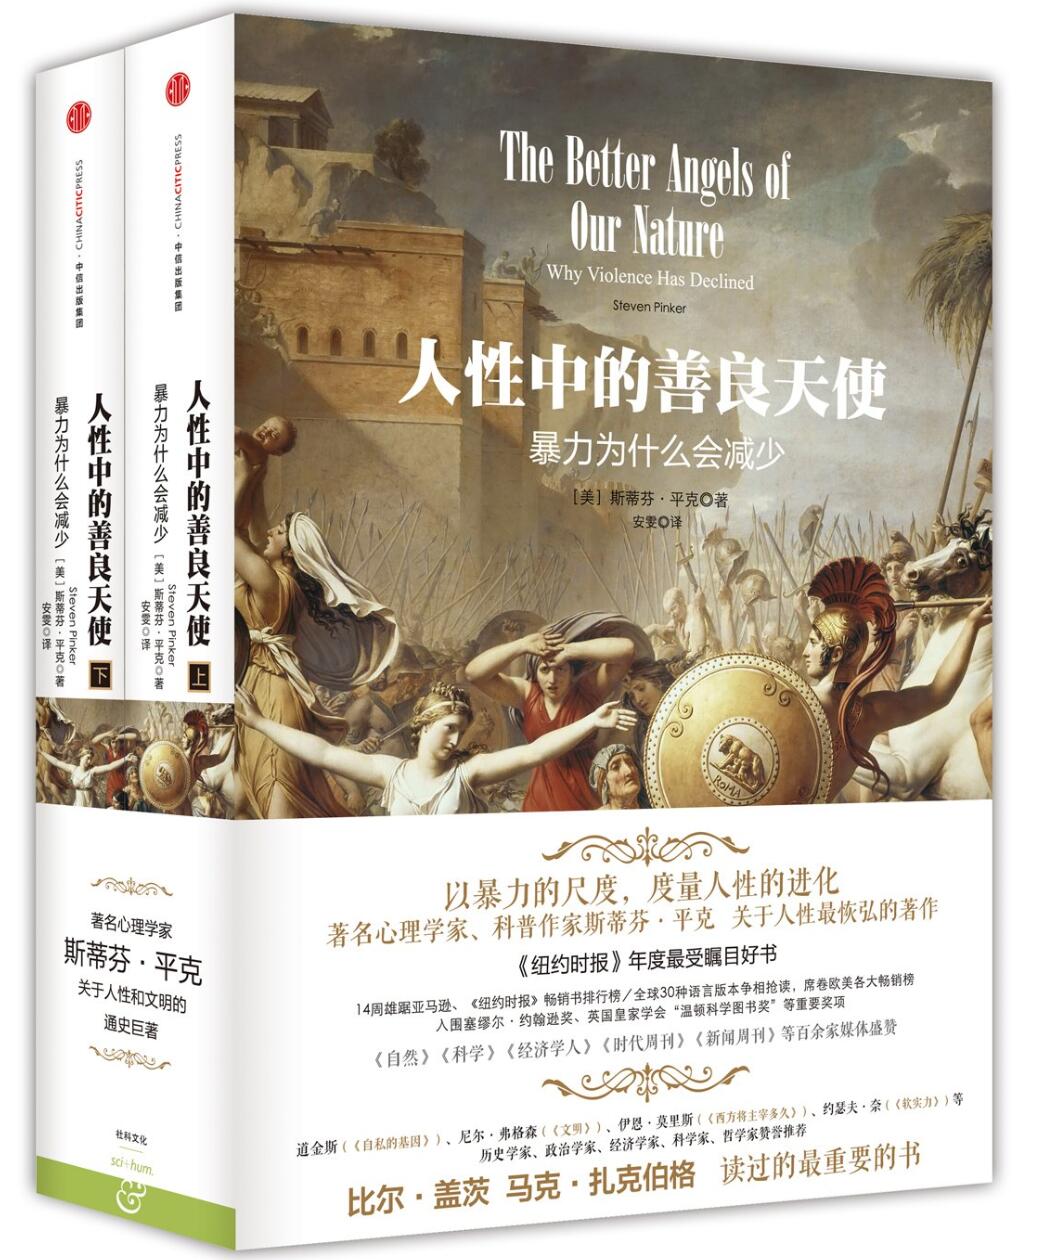 The Better Angels of
Our Nature
Why Violence Has Declined
Steven Pinker
人性中的善良天使
暴力为什么会减少
［美］斯蒂芬·平克◎著
安雯◎译
ROMA
以暴力的尺度，度量人性的进化
著名心理学家、科普作家斯蒂芬·平克 关于人性最恢弘的著作
《纽约时报》年度最受瞩目好书
14周雄踞亚马逊、《纽约时报》畅销书排行榜／全球30种语言版本争相抢读，席卷欧美各大畅销榜
入围塞缪尔·约翰逊奖、英国皇家学会“温顿科学图书奖”等重要奖项
《自然》《科学》《经济学人》《时代周刊》《新闻周刊》等百余家媒体盛赞
道金斯（《自私的基因》）、尼尔·弗格森（《文明》）、伊恩·莫里斯（《西方将主宰多久》）、约瑟夫·奈（《软实力》）等
历史学家、政治学家、经济学家、科学家、哲学家赞誉推荐
比尔·盖茨 马克·扎克伯格 读过的最重要的书
CHINACITICPRESS·中信出版集团
人性中的善良天使 上
暴力为什么会减少
Steven Pinker
［美］斯蒂芬·平克◎著
安雯◎译
CHINACITICPRESS·中信出版集团
人性中的善良天使 下
暴力为什么会减少
Steven Pinker
［美］斯蒂芬·平克◎著
安雯◎译
ROMA
著名心理学家
斯蒂芬·平克
关于人性和文明的
通史巨著
社科文化
sci+hum.
&